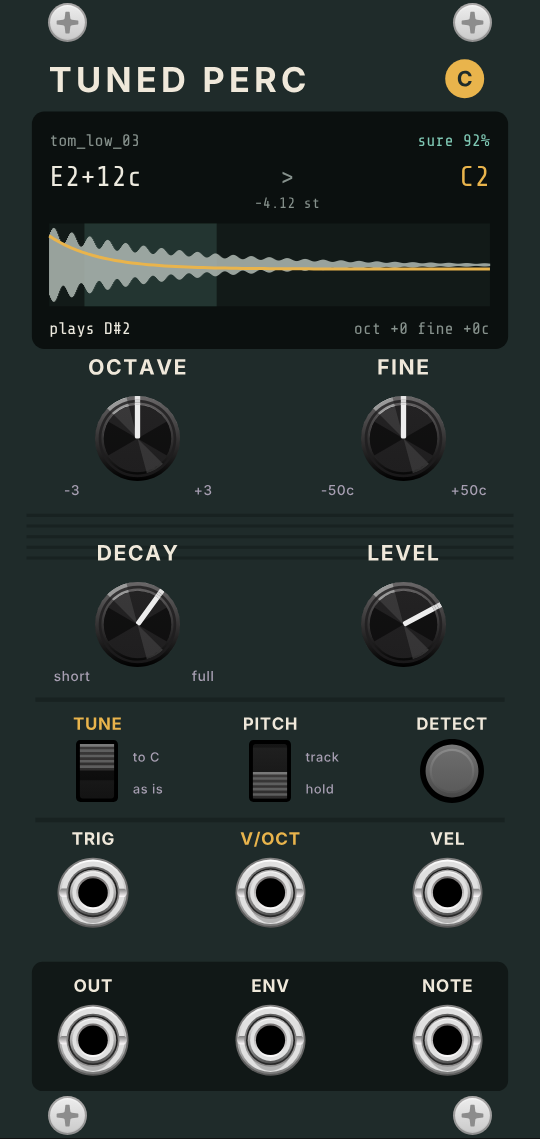 TUNED PERC C
tom_low_03 sure 92%
E2+12c > C2
-4.12 st
plays D#2 oct +0 fine +0c
OCTAVE FINE
-3 +3 -50c +50c
DECAY LEVEL
short full
TUNE PITCH DETECT
to C track
as is hold
TRIG V/OCT VEL
OUT ENV NOTE